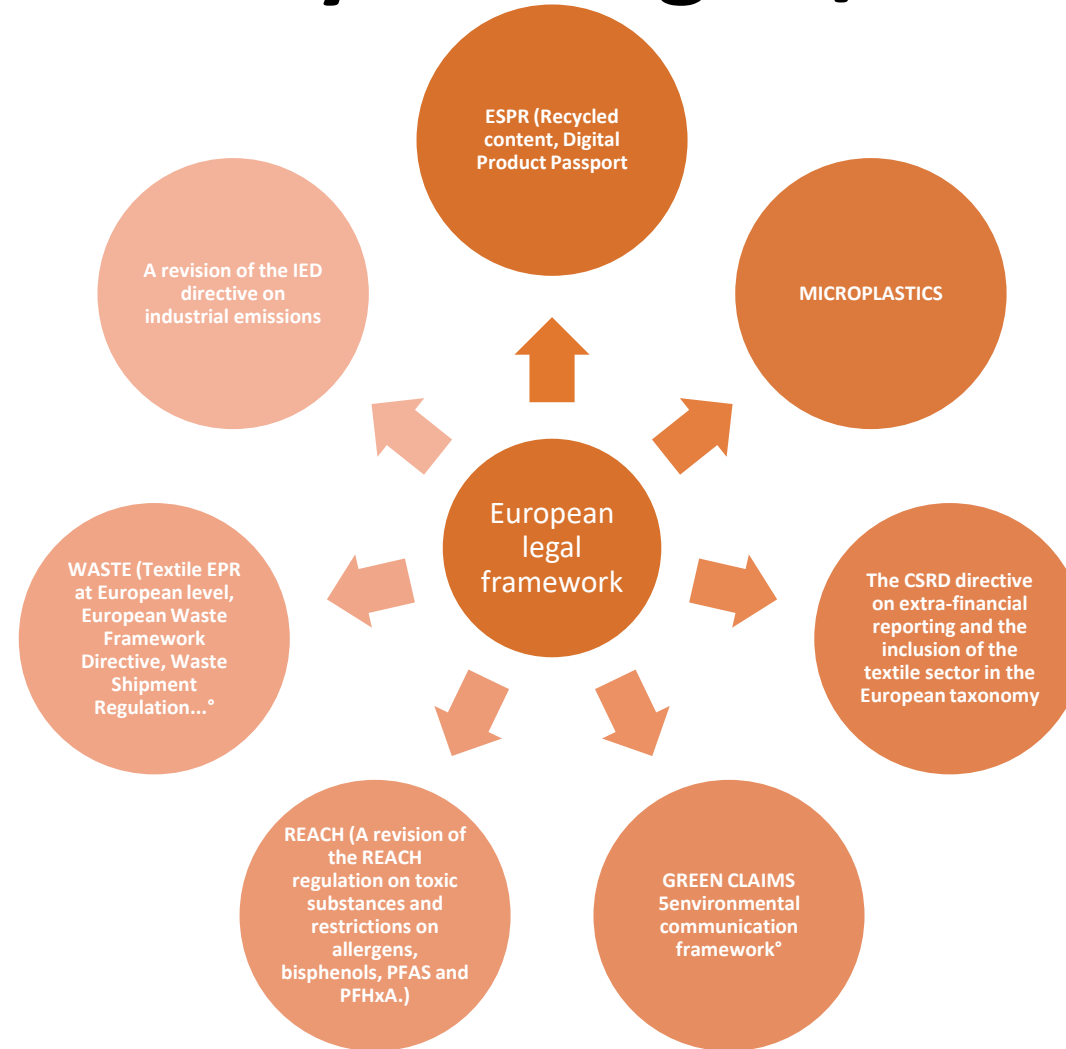 ESPR (Recycled
content, Digital
Product Passport
MICROPLASTICS
The CSRD directive
on extra-financial
reporting and the
inclusion of the
textile sector in the
European taxonomy
GREEN CLAIMS
5environmental
communication
framework°
REACH (A revision of
the REACH
regulation on toxic
substances and
restrictions on
allergens,
bisphenols, PFAS and
PFHxA.)
WASTE (Textile EPR
at European level,
European Waste
Framework
Directive, Waste
Shipment
Regulation...°
A revision of the IED
directive on
industrial emissions
European
legal
framework